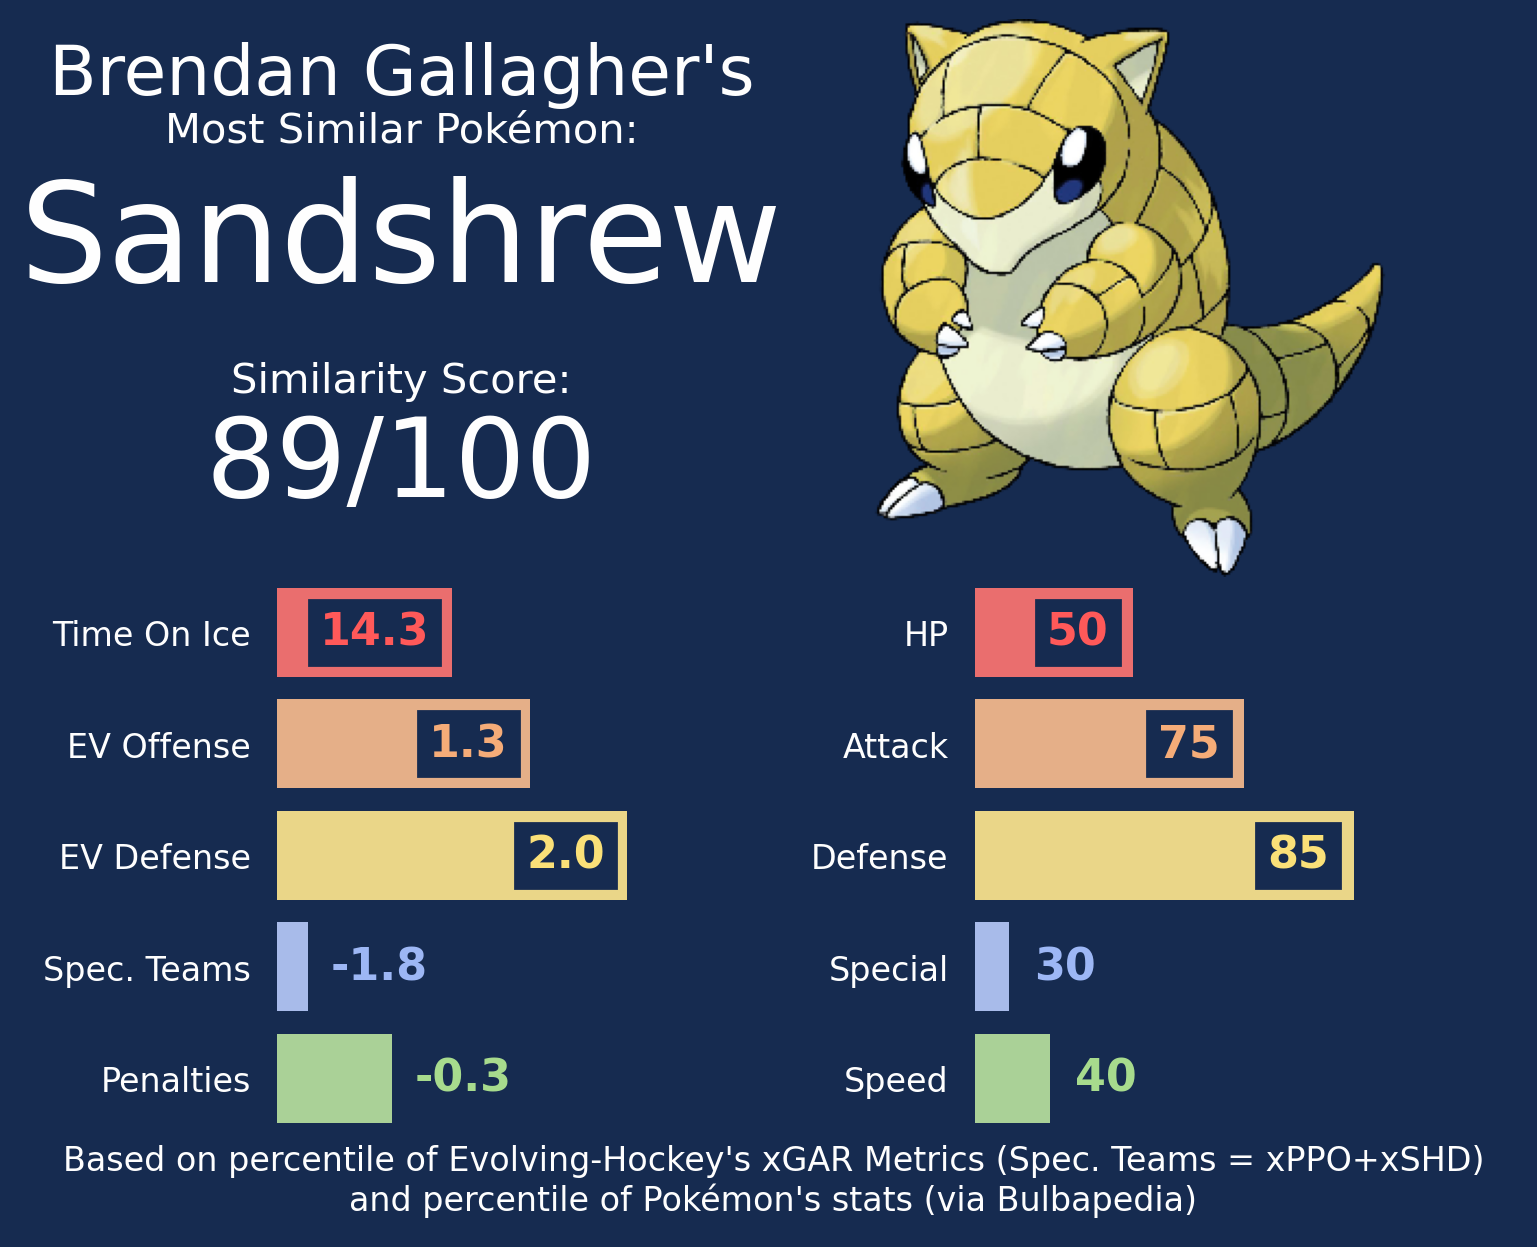 Brendan Gallagher's
Most Similar Pokémon:
Sandshrew
Similarity Score:
89/100
Time On Ice 14.3
EV Offense 1.3
EV Defense 2.0
Spec. Teams -1.8
Penalties -0.3
HP 50
Attack 75
Defense 85
Special 30
Speed 40
Based on percentile of Evolving-Hockey's xGAR Metrics (Spec. Teams = xPPO+xSHD)
and percentile of Pokémon's stats (via Bulbapedia)